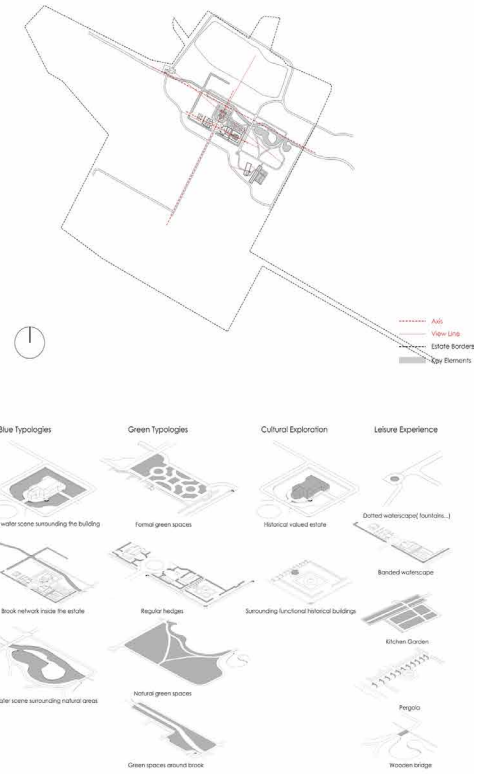 Axis
View Line
Estate Borders
Key Elements
Blue Typologies
Green Typologies
Cultural Exploration
Leisure Experience
water scene surrounding the building
Formal green spaces
Historical valued estate
Dotted waterscape( fountains...)
Banded waterscape
Brook network inside the estate
Regular hedges
Surrounding functional historical buildings
Kitchen Garden
Natural green spaces
ater scene surrounding natural areas
Pergola
Green spaces around brook
Wooden bridge